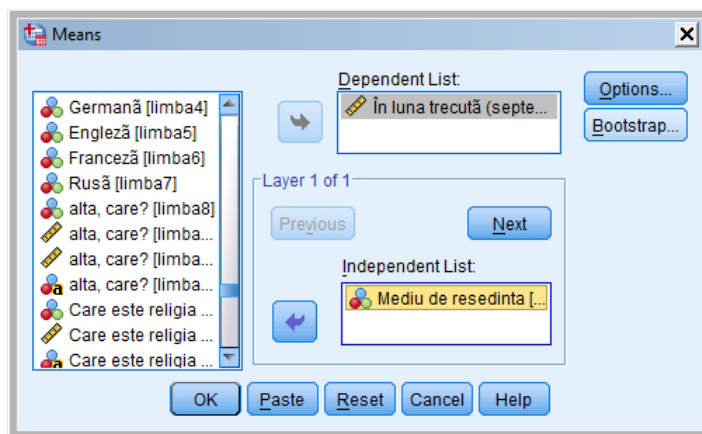 Means
Dependent List:
În luna trecutã (septe...
Options...
Bootstrap...
Germanã [limba4]
Englezã [limba5]
Francezã [limba6]
Rusã [limba7]
alta, care? [limba8]
alta, care? [limba...
alta, care? [limba...
alta, care? [limba...
Care este religia ...
Care este religia ...
Care este religia ...
Layer 1 of 1
Previous
Next
Independent List:
Mediu de resedinta [...
OK
Paste
Reset
Cancel
Help